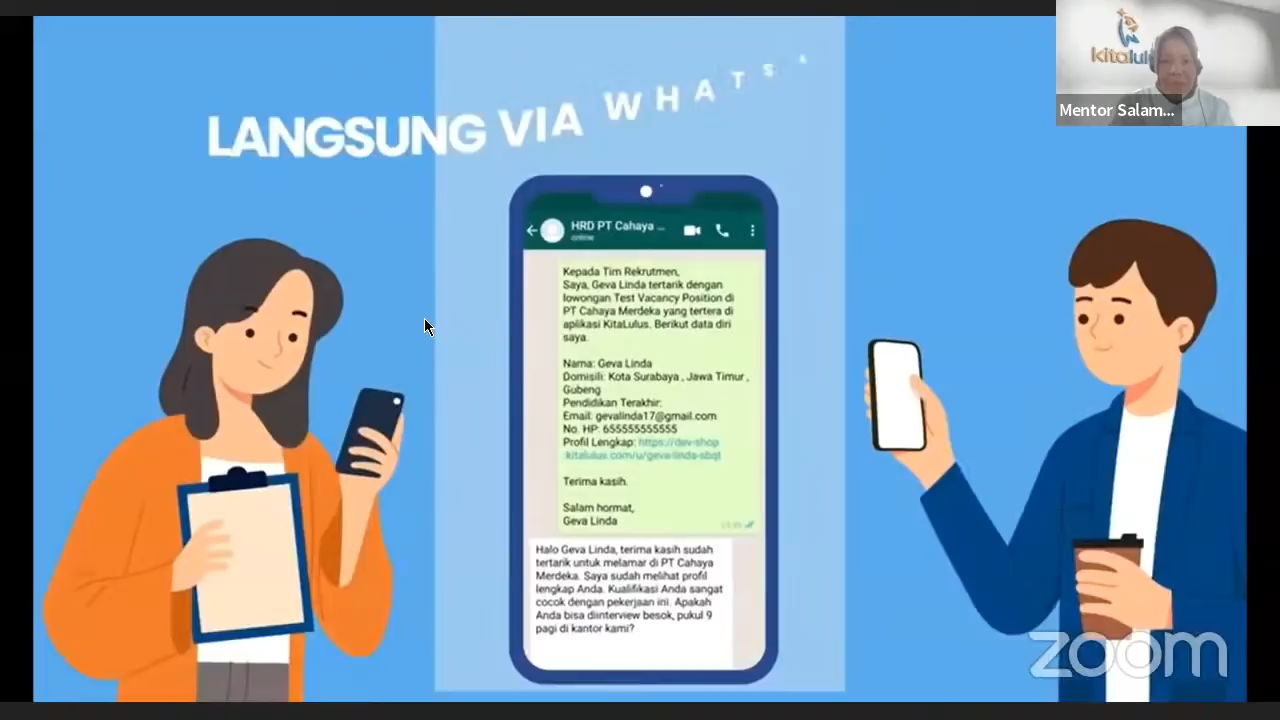 kitalulus
Mentor Salam...
LANGSUNG VIA WHATS
HRD PT Cahaya ...
online
Kepada Tim Rekrutmen,
Saya, Geva Linda tertarik dengan
lowongan Test Vacancy Position di
PT Cahaya Merdeka yang tertera di
aplikasi KitaLulus. Berikut data diri
saya.
Nama: Geva Linda
Domisili: Kota Surabaya , Jawa Timur ,
Gubeng
Pendidikan Terakhir:
Email: gevalinda17@gmail.com
No. HP: 655555555555
Profil Lengkap: https://dev-shop
kitalulus.com/u/geva-linda-sbqt
Terima kasih.
Salam hormat,
Geva Linda
Halo Geva Linda, terima kasih sudah
tertarik untuk melamar di PT Cahaya
Merdeka. Saya sudah melihat profil
lengkap Anda. Kualifikasi Anda sangat
cocok dengan pekerjaan ini. Apakah
Anda bisa diinterview besok, pukul 9
pagi di kantor kami?
zoom